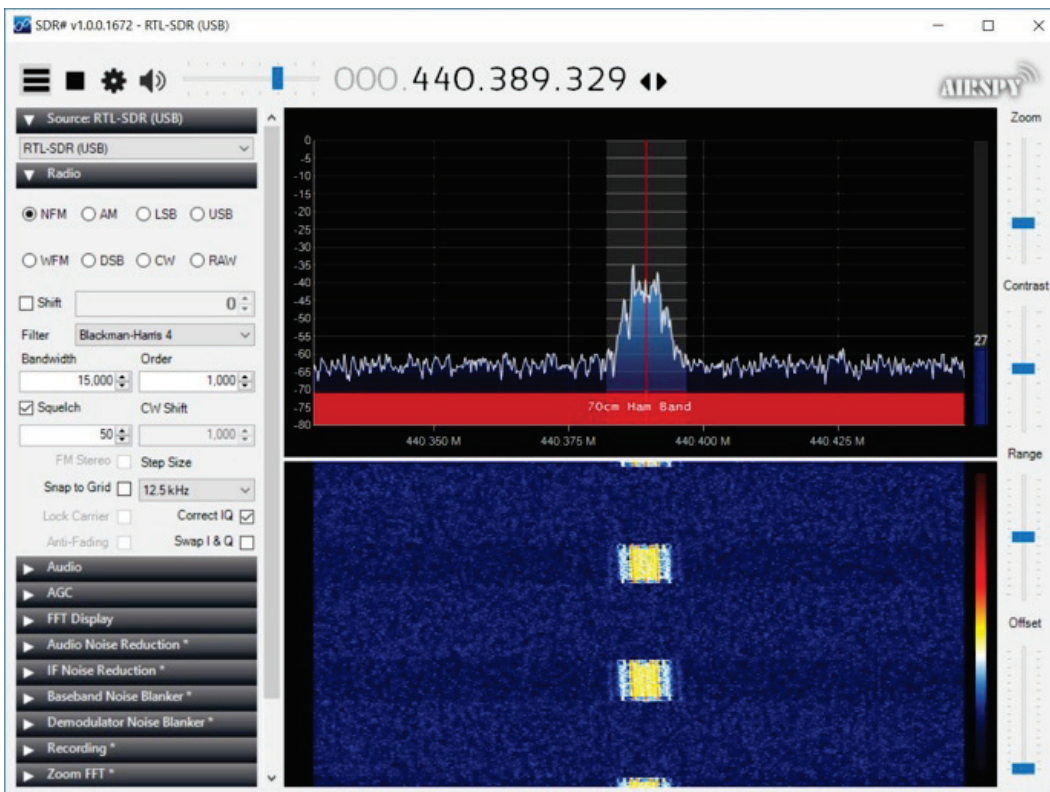 SDR# v1.0.0.1672 - RTL-SDR (USB)
000.440.389.329
AIRSPY
Source: RTL-SDR (USB)
RTL-SDR (USB)
Radio
NFM AM LSB USB
WFM DSB CW RAW
Shift 0
Filter Blackman-Harris 4
Bandwidth Order
15,000 1,000
Squelch CW Shift
50 1,000
FM Stereo Step Size
Snap to Grid 12.5 kHz
Lock Carrier Correct IQ
Anti-Fading Swap I & Q
Audio
AGC
FFT Display
Audio Noise Reduction *
IF Noise Reduction *
Baseband Noise Blanker *
Demodulator Noise Blanker *
Recording *
Zoom FFT *
0
-5
-10
-15
-20
-25
-30
-35
-40
-45
-50
-55
-60
-65
-70
-75
-80
70cm Ham Band
440.350 M 440.375 M 440.400 M 440.425 M
27
Zoom
Contrast
Range
Offset